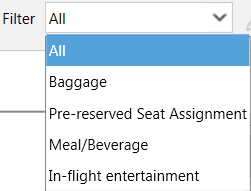 Filter All
All
Baggage
Pre-reserved Seat Assignment
Meal/Beverage
In-flight entertainment